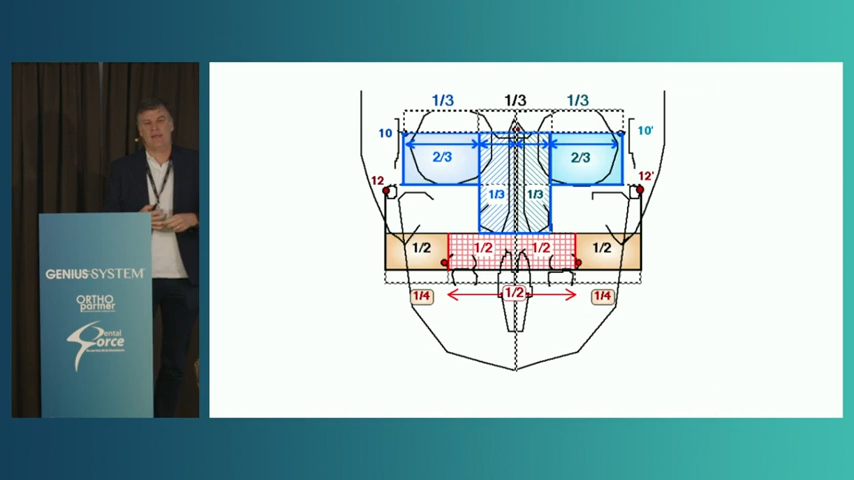 1/3 1/3 1/3
10 10'
2/3 2/3
12 12'
1/3 1/3
1/2 1/2 1/2 1/2
1/4 1/2 1/4
GENIUS SYSTEM
ORTHO
partner
Dental
Force